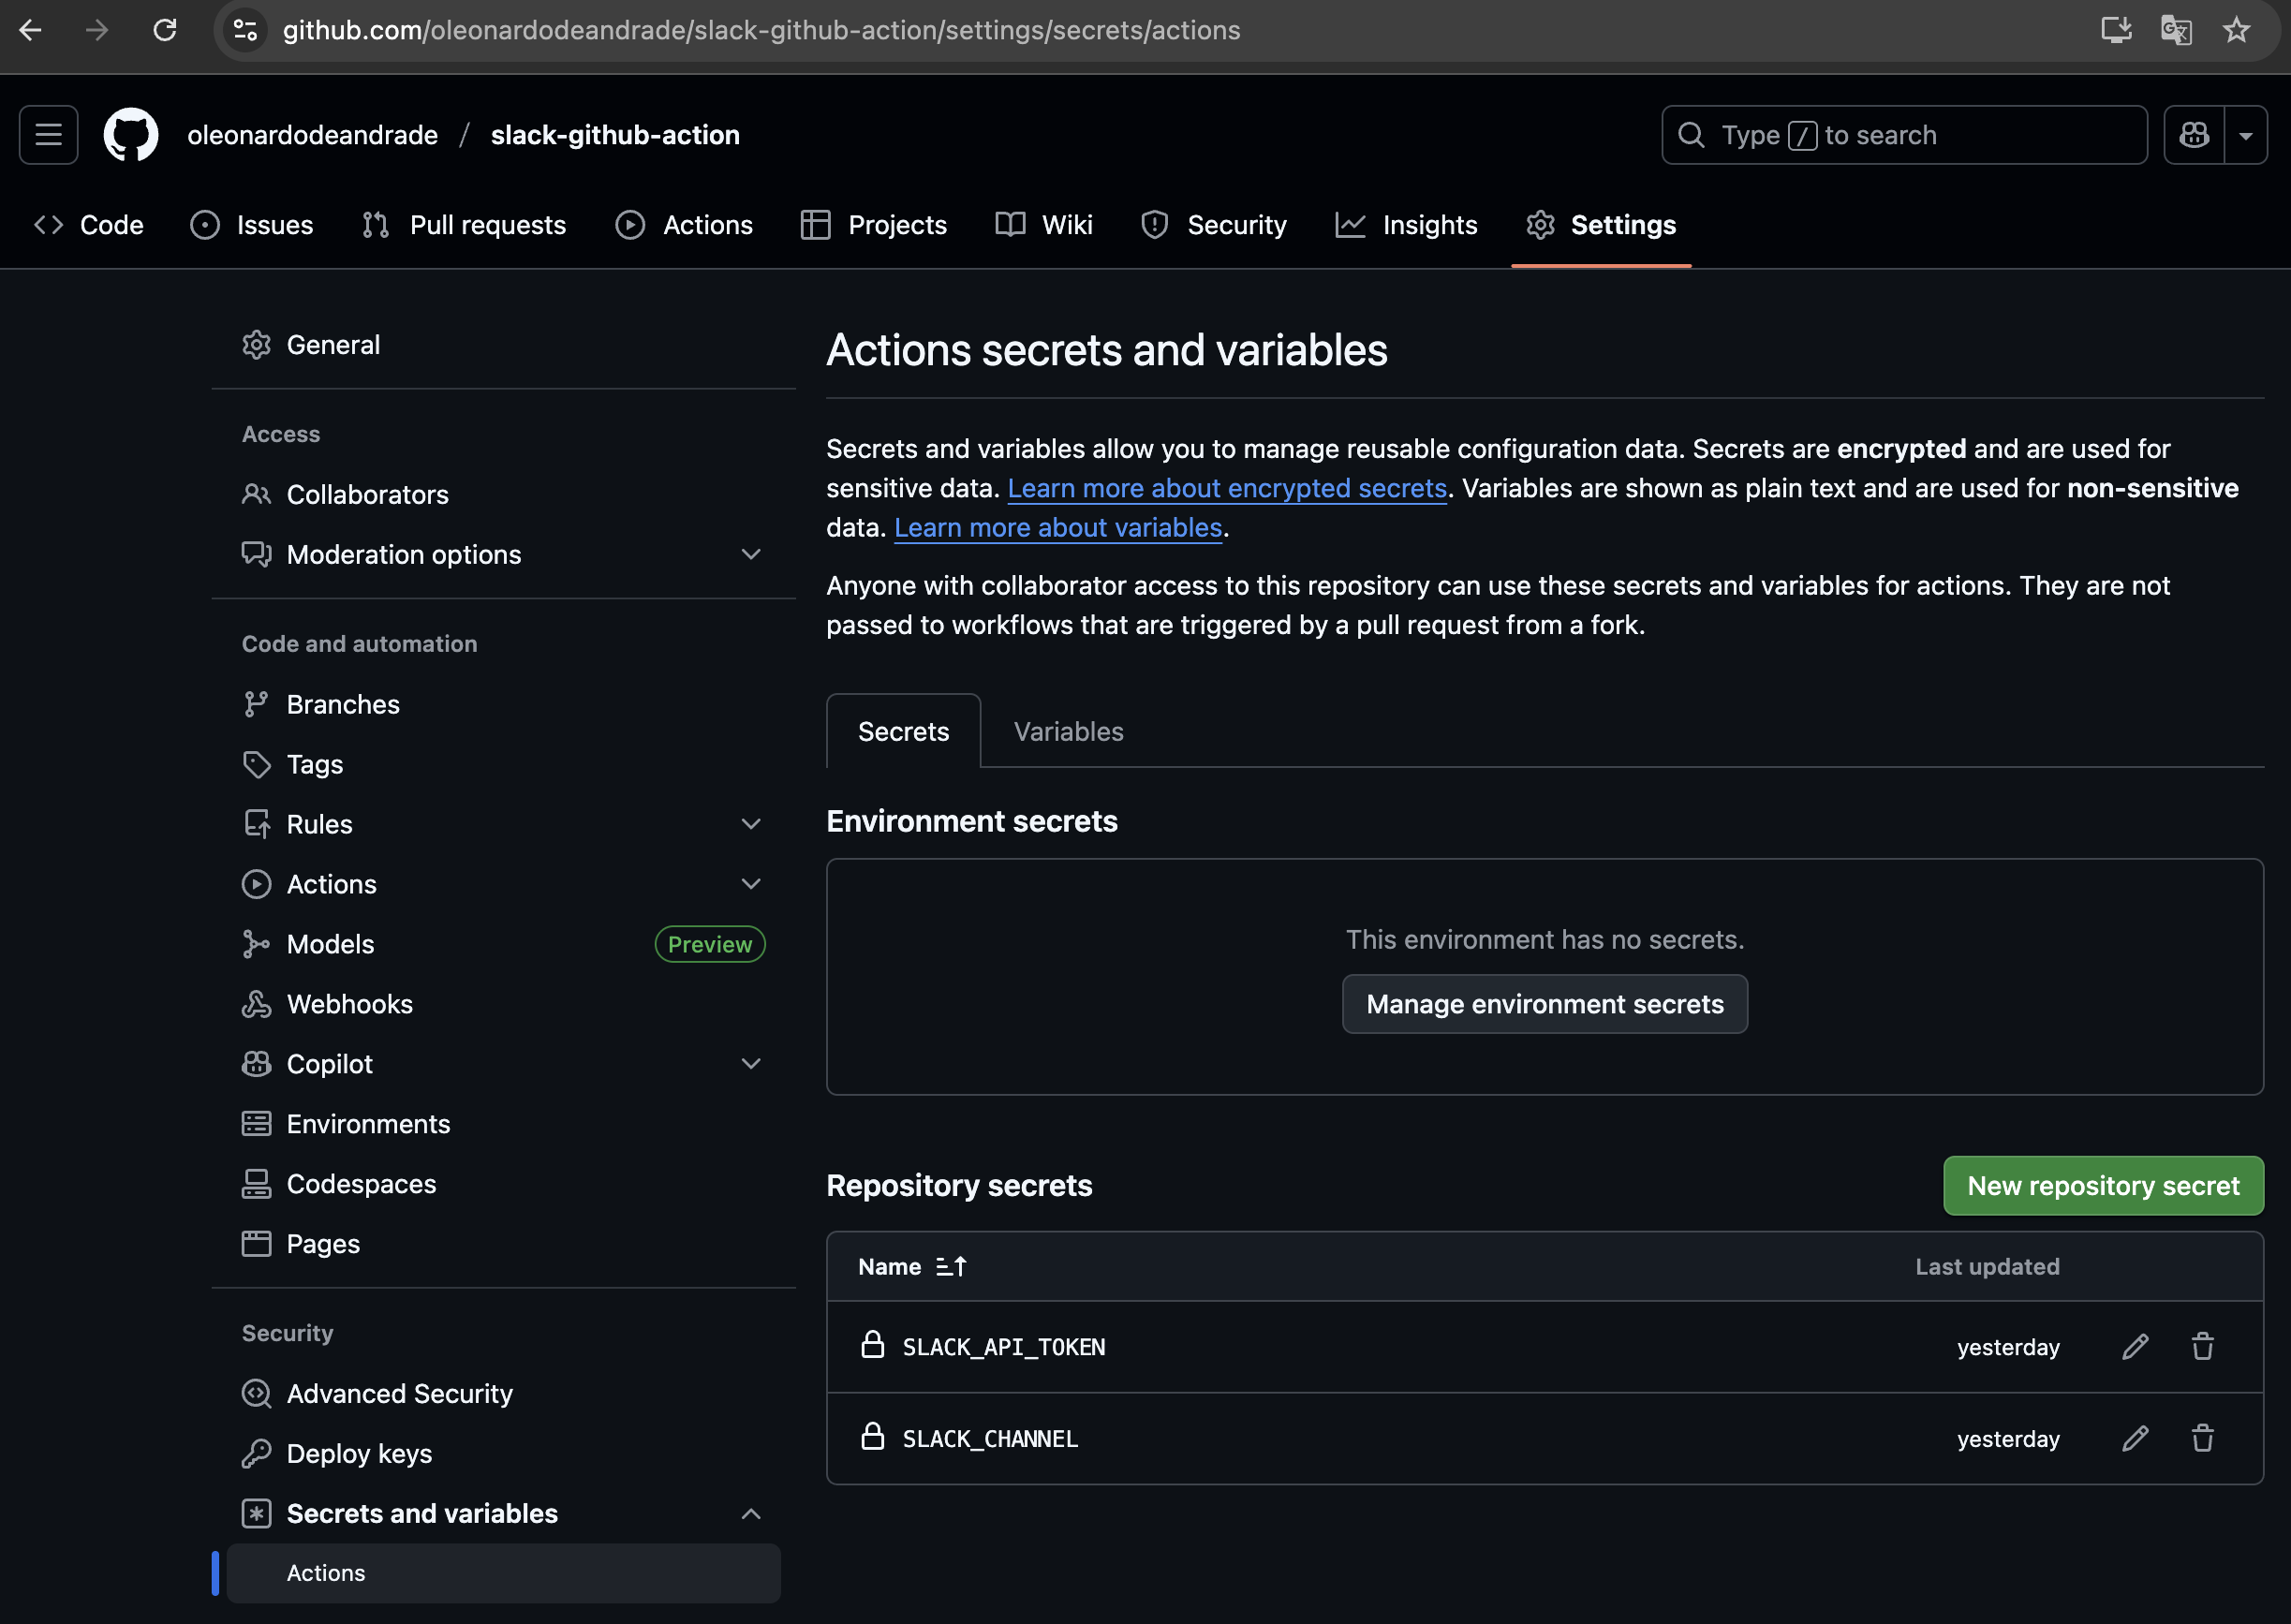 github.com/oleonardodeandrade/slack-github-action/settings/secrets/actions
oleonardodeandrade / slack-github-action
Type / to search
Code
Issues
Pull requests
Actions
Projects
Wiki
Security
Insights
Settings
General
Access
Collaborators
Moderation options
Code and automation
Branches
Tags
Rules
Actions
Models
Preview
Webhooks
Copilot
Environments
Codespaces
Pages
Security
Advanced Security
Deploy keys
Secrets and variables
Actions
Actions secrets and variables
Secrets and variables allow you to manage reusable configuration data. Secrets are encrypted and are used for
sensitive data. Learn more about encrypted secrets. Variables are shown as plain text and are used for non-sensitive
data. Learn more about variables.
Anyone with collaborator access to this repository can use these secrets and variables for actions. They are not
passed to workflows that are triggered by a pull request from a fork.
Secrets
Variables
Environment secrets
This environment has no secrets.
Manage environment secrets
Repository secrets
New repository secret
Name
Last updated
SLACK_API_TOKEN
yesterday
SLACK_CHANNEL
yesterday